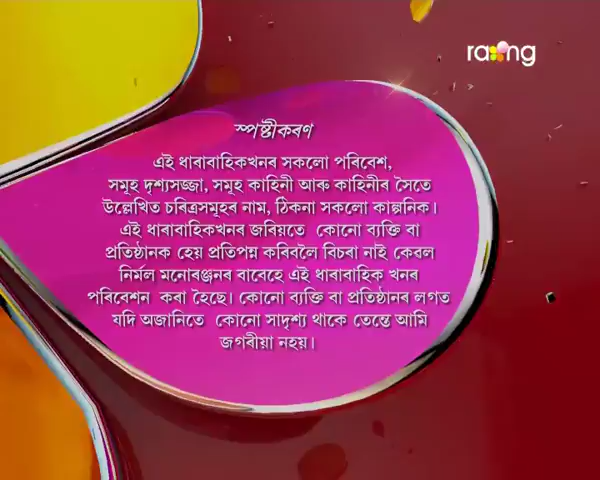 rang
স্পষ্টীকৰণ
এই ধাৰাবাহিকখনৰ সকলো পৰিবেশ,
সমূহ দৃশ্যসজ্জা, সমূহ কাহিনী আৰু কাহিনীৰ সৈতে
উল্লেখিত চৰিত্ৰসমূহৰ নাম, ঠিকনা সকলো কাল্পনিক।
এই ধাৰাবাহিকখনৰ জৰিয়তে কোনো ব্যক্তি বা
প্ৰতিষ্ঠানক হেয় প্ৰতিপন্ন কৰিবলৈ বিচৰা নাই কেৱল
নিৰ্মল মনোৰঞ্জনৰ বাবেহে এই ধাৰাবাহিক খনৰ
পৰিবেশন কৰা হৈছে। কোনো ব্যক্তি বা প্ৰতিষ্ঠানৰ লগত
যদি অজানিতে কোনো সাদৃশ্য থাকে তেন্তে আমি
জগৰীয়া নহয়।